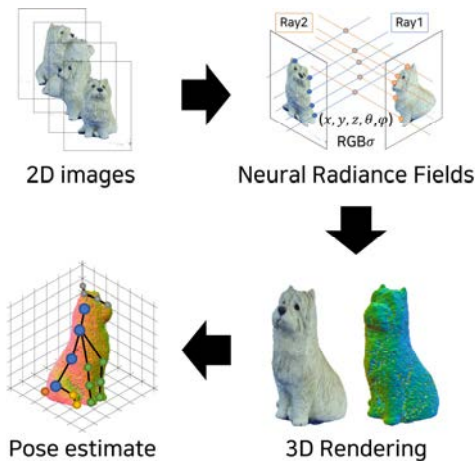 Ray2
Ray1
(x, y, z, θ, φ)
RGBσ
2D images
Neural Radiance Fields
Pose estimate
3D Rendering